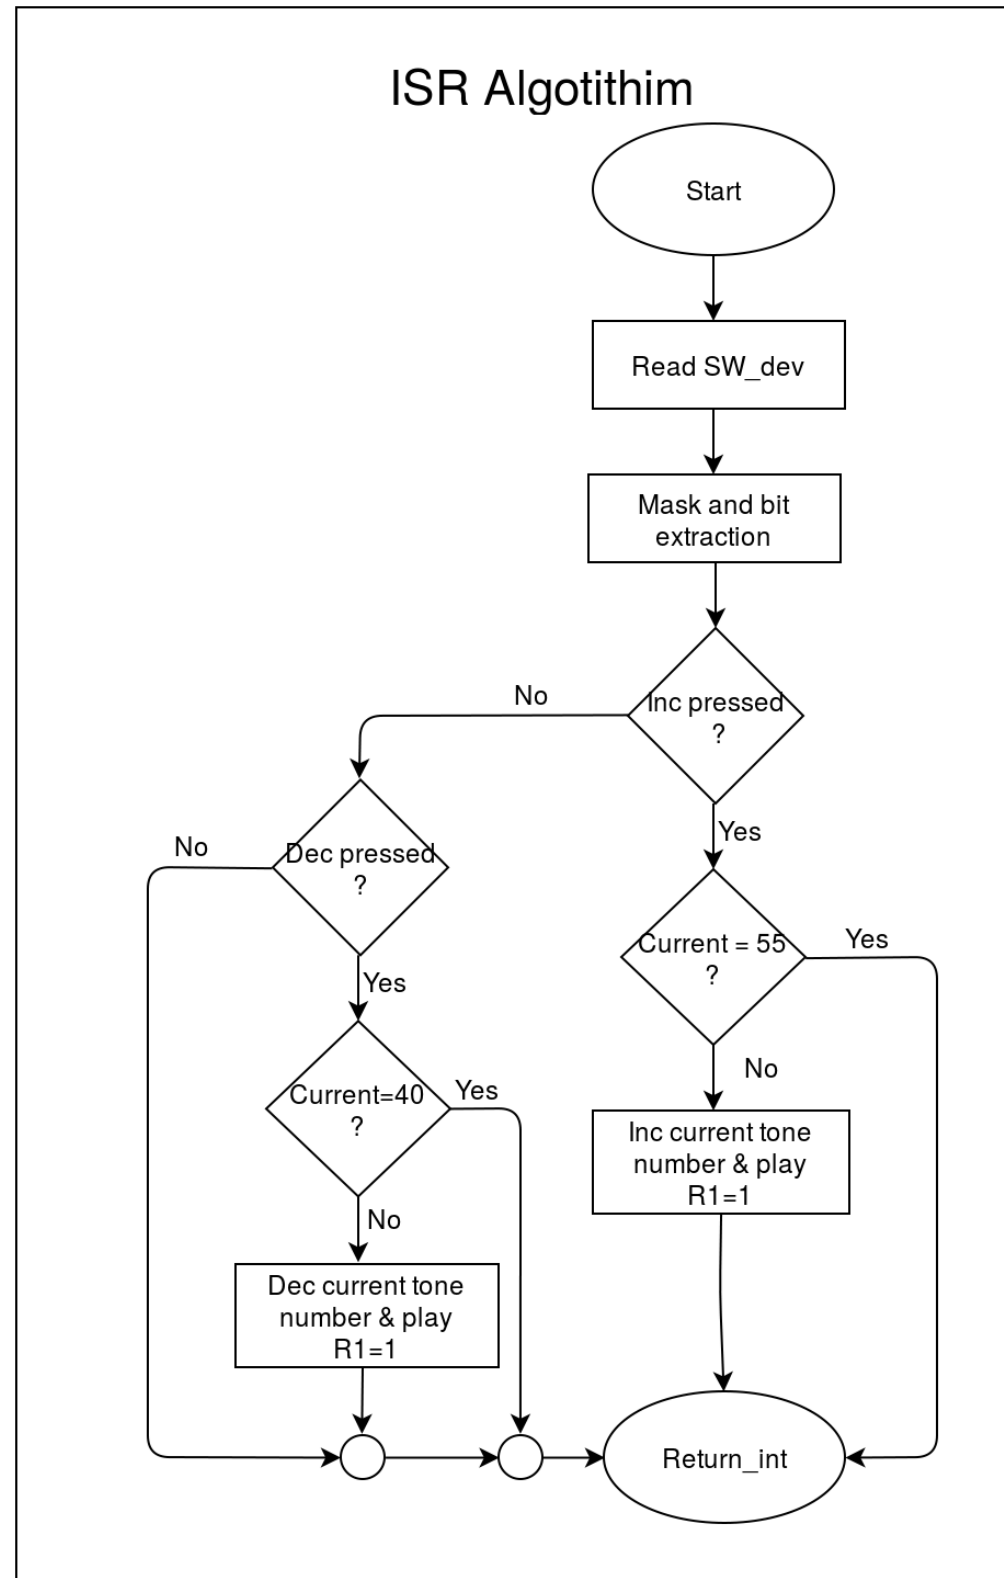 ISR Algotithim
Start
Read SW_dev
Mask and bit
extraction
Inc pressed
?
No
Yes
Dec pressed
?
No
Yes
Current = 55
?
Yes
No
Current=40
?
Yes
No
Inc current tone
number & play
R1=1
Dec current tone
number & play
R1=1
Return_int